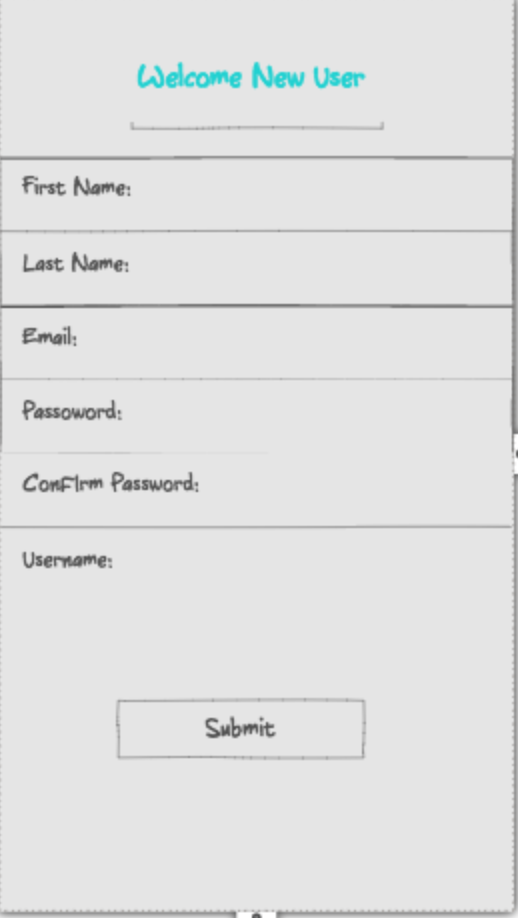 Welcome New User
First Name:
Last Name:
Email:
Passoword:
ConFIrm Password:
Username:
Submit